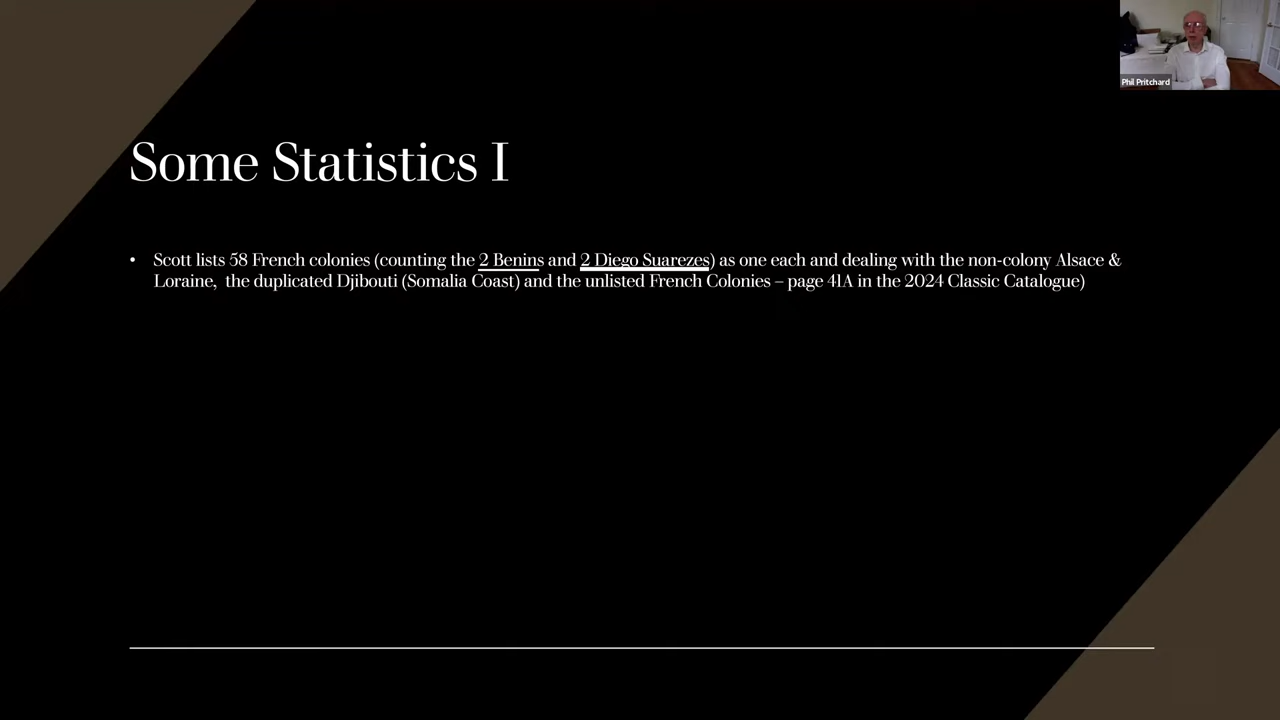 Phil Pritchard
Some Statistics I
• Scott lists 58 French colonies (counting the 2 Benins and 2 Diego Suarezes) as one each and dealing with the non-colony Alsace &
Loraine,  the duplicated Djibouti (Somalia Coast) and the unlisted French Colonies – page 41A in the 2024 Classic Catalogue)